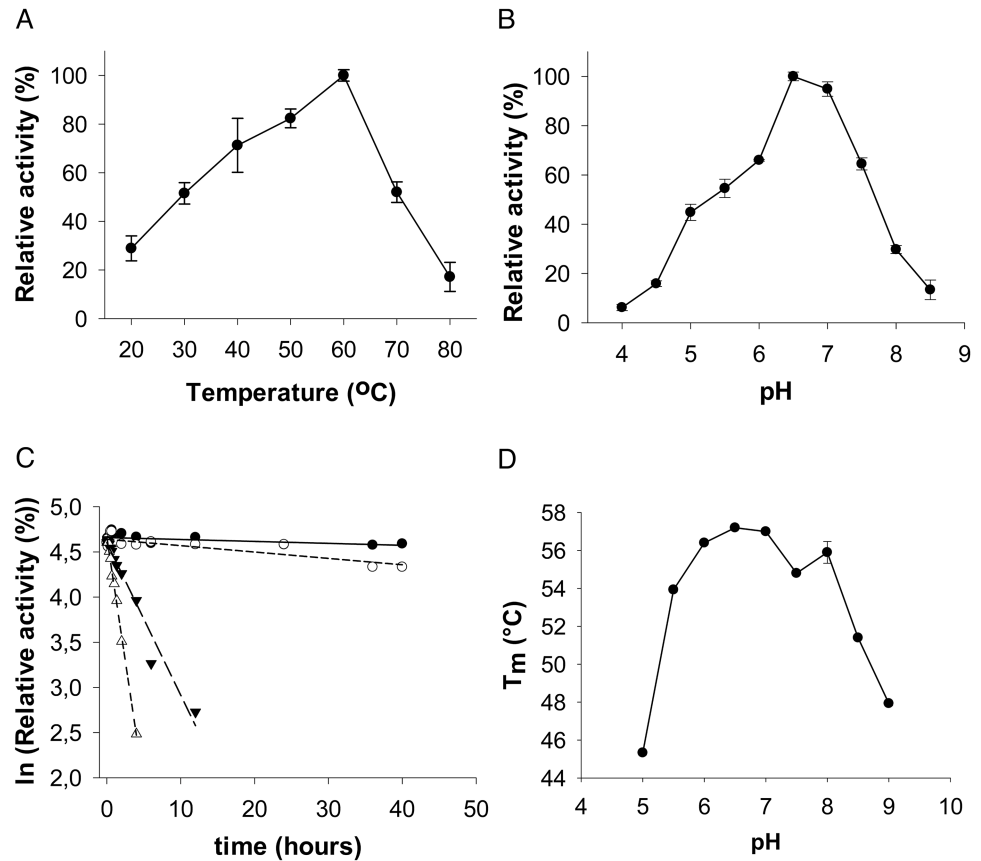 A
Relative activity (%)
100
80
60
40
20
0
20 30 40 50 60 70 80
Temperature (ºC)
B
Relative activity (%)
100
80
60
40
20
0
4 5 6 7 8 9
pH
C
ln (Relative activity (%))
5,0
4,5
4,0
3,5
3,0
2,5
2,0
0 10 20 30 40 50
time (hours)
D
Tm (°C)
58
56
54
52
50
48
46
44
4 5 6 7 8 9 10
pH